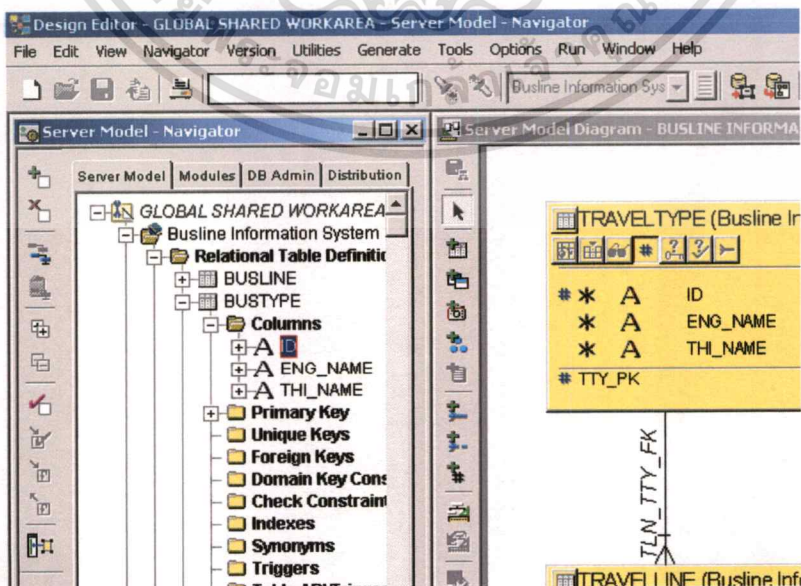 Design Editor - GLOBAL SHARED WORKAREA - Server Model - Navigator
File Edit View Navigator Version Utilities Generate Tools Options Run Window Help
Busline Information Sys
Server Model - Navigator
Server Model Diagram - BUSLINE INFORMA
Server Model Modules DB Admin Distribution
GLOBAL SHARED WORKAREA
Busline Information System
Relational Table Definitio
BUSLINE
BUSTYPE
Columns
A ID
A ENG_NAME
A THI_NAME
Primary Key
Unique Keys
Foreign Keys
Domain Key Cons
Check Constraint
Indexes
Synonyms
Triggers
TRAVELTYPE (Busline In
# * A ID
* A ENG_NAME
* A THI_NAME
# TTY_PK
TLN_TTY_FK
TRAVELLINE (Busline Inf